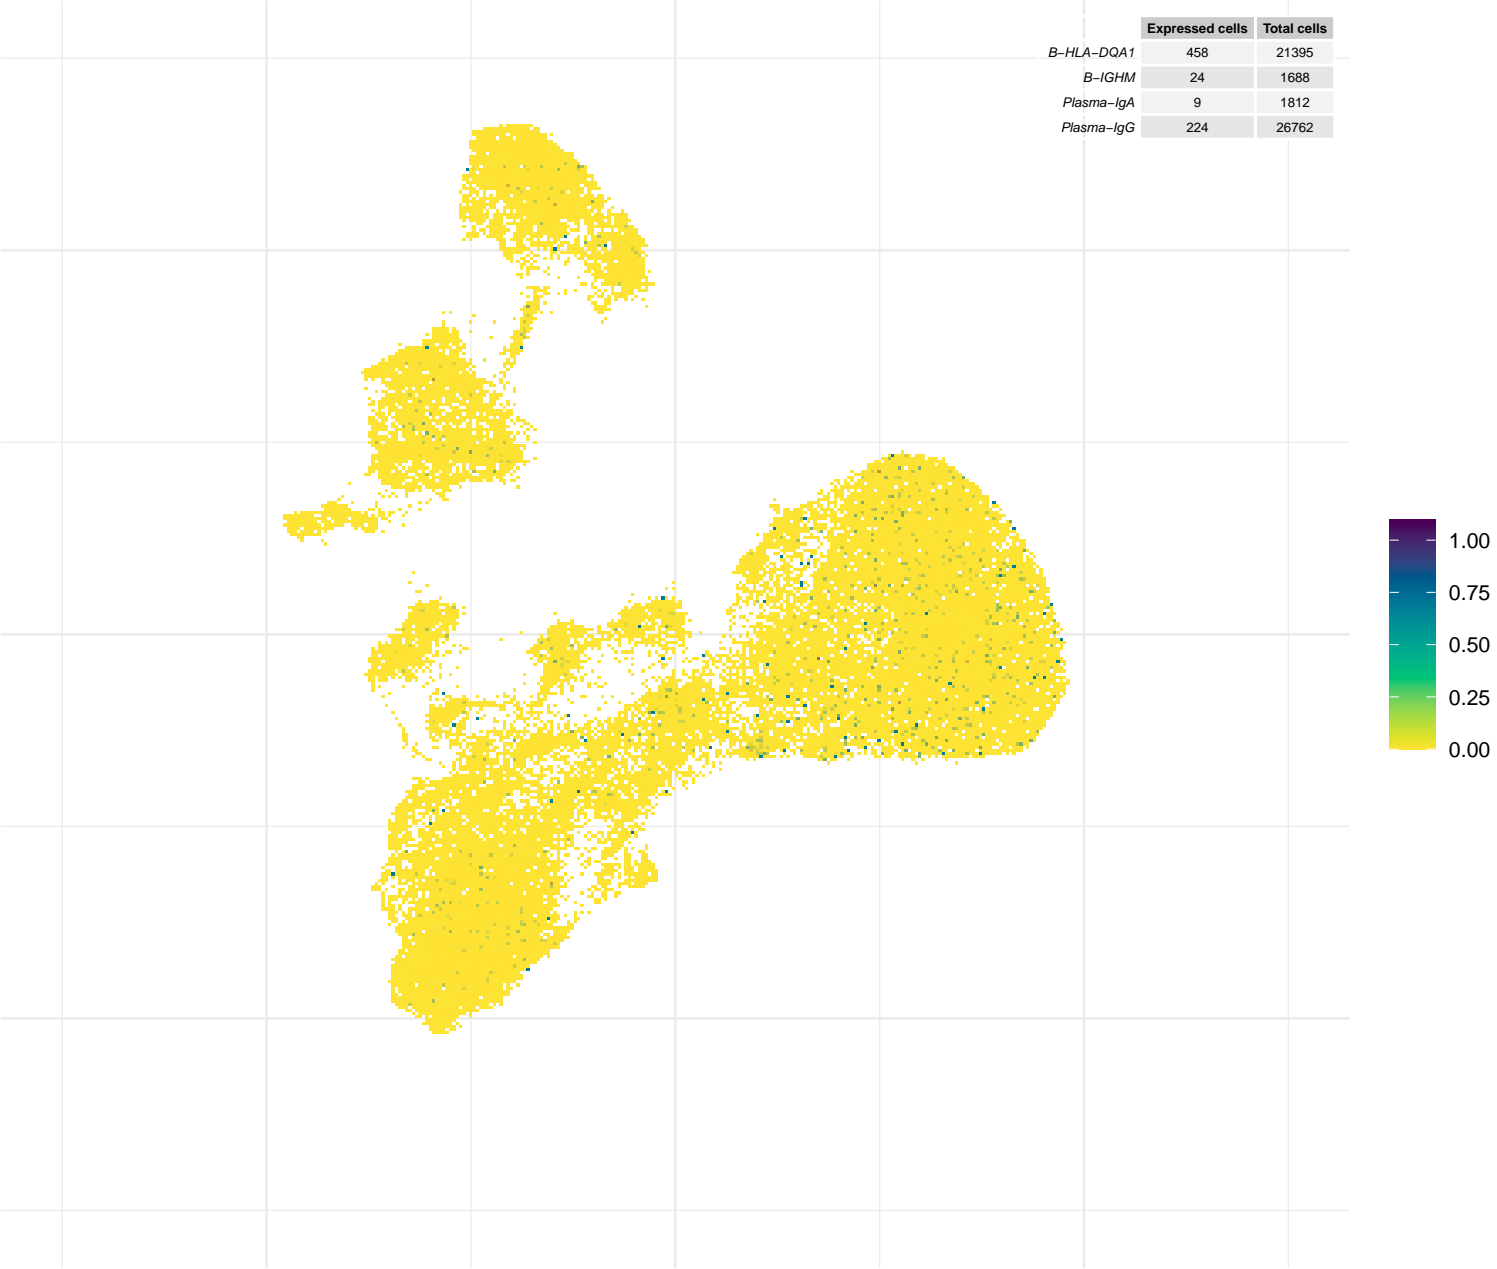 Expressed cells Total cells
B−HLA−DQA1 458 21395
B−IGHM 24 1688
Plasma−IgA 9 1812
Plasma−IgG 224 26762
1.00
0.75
0.50
0.25
0.00